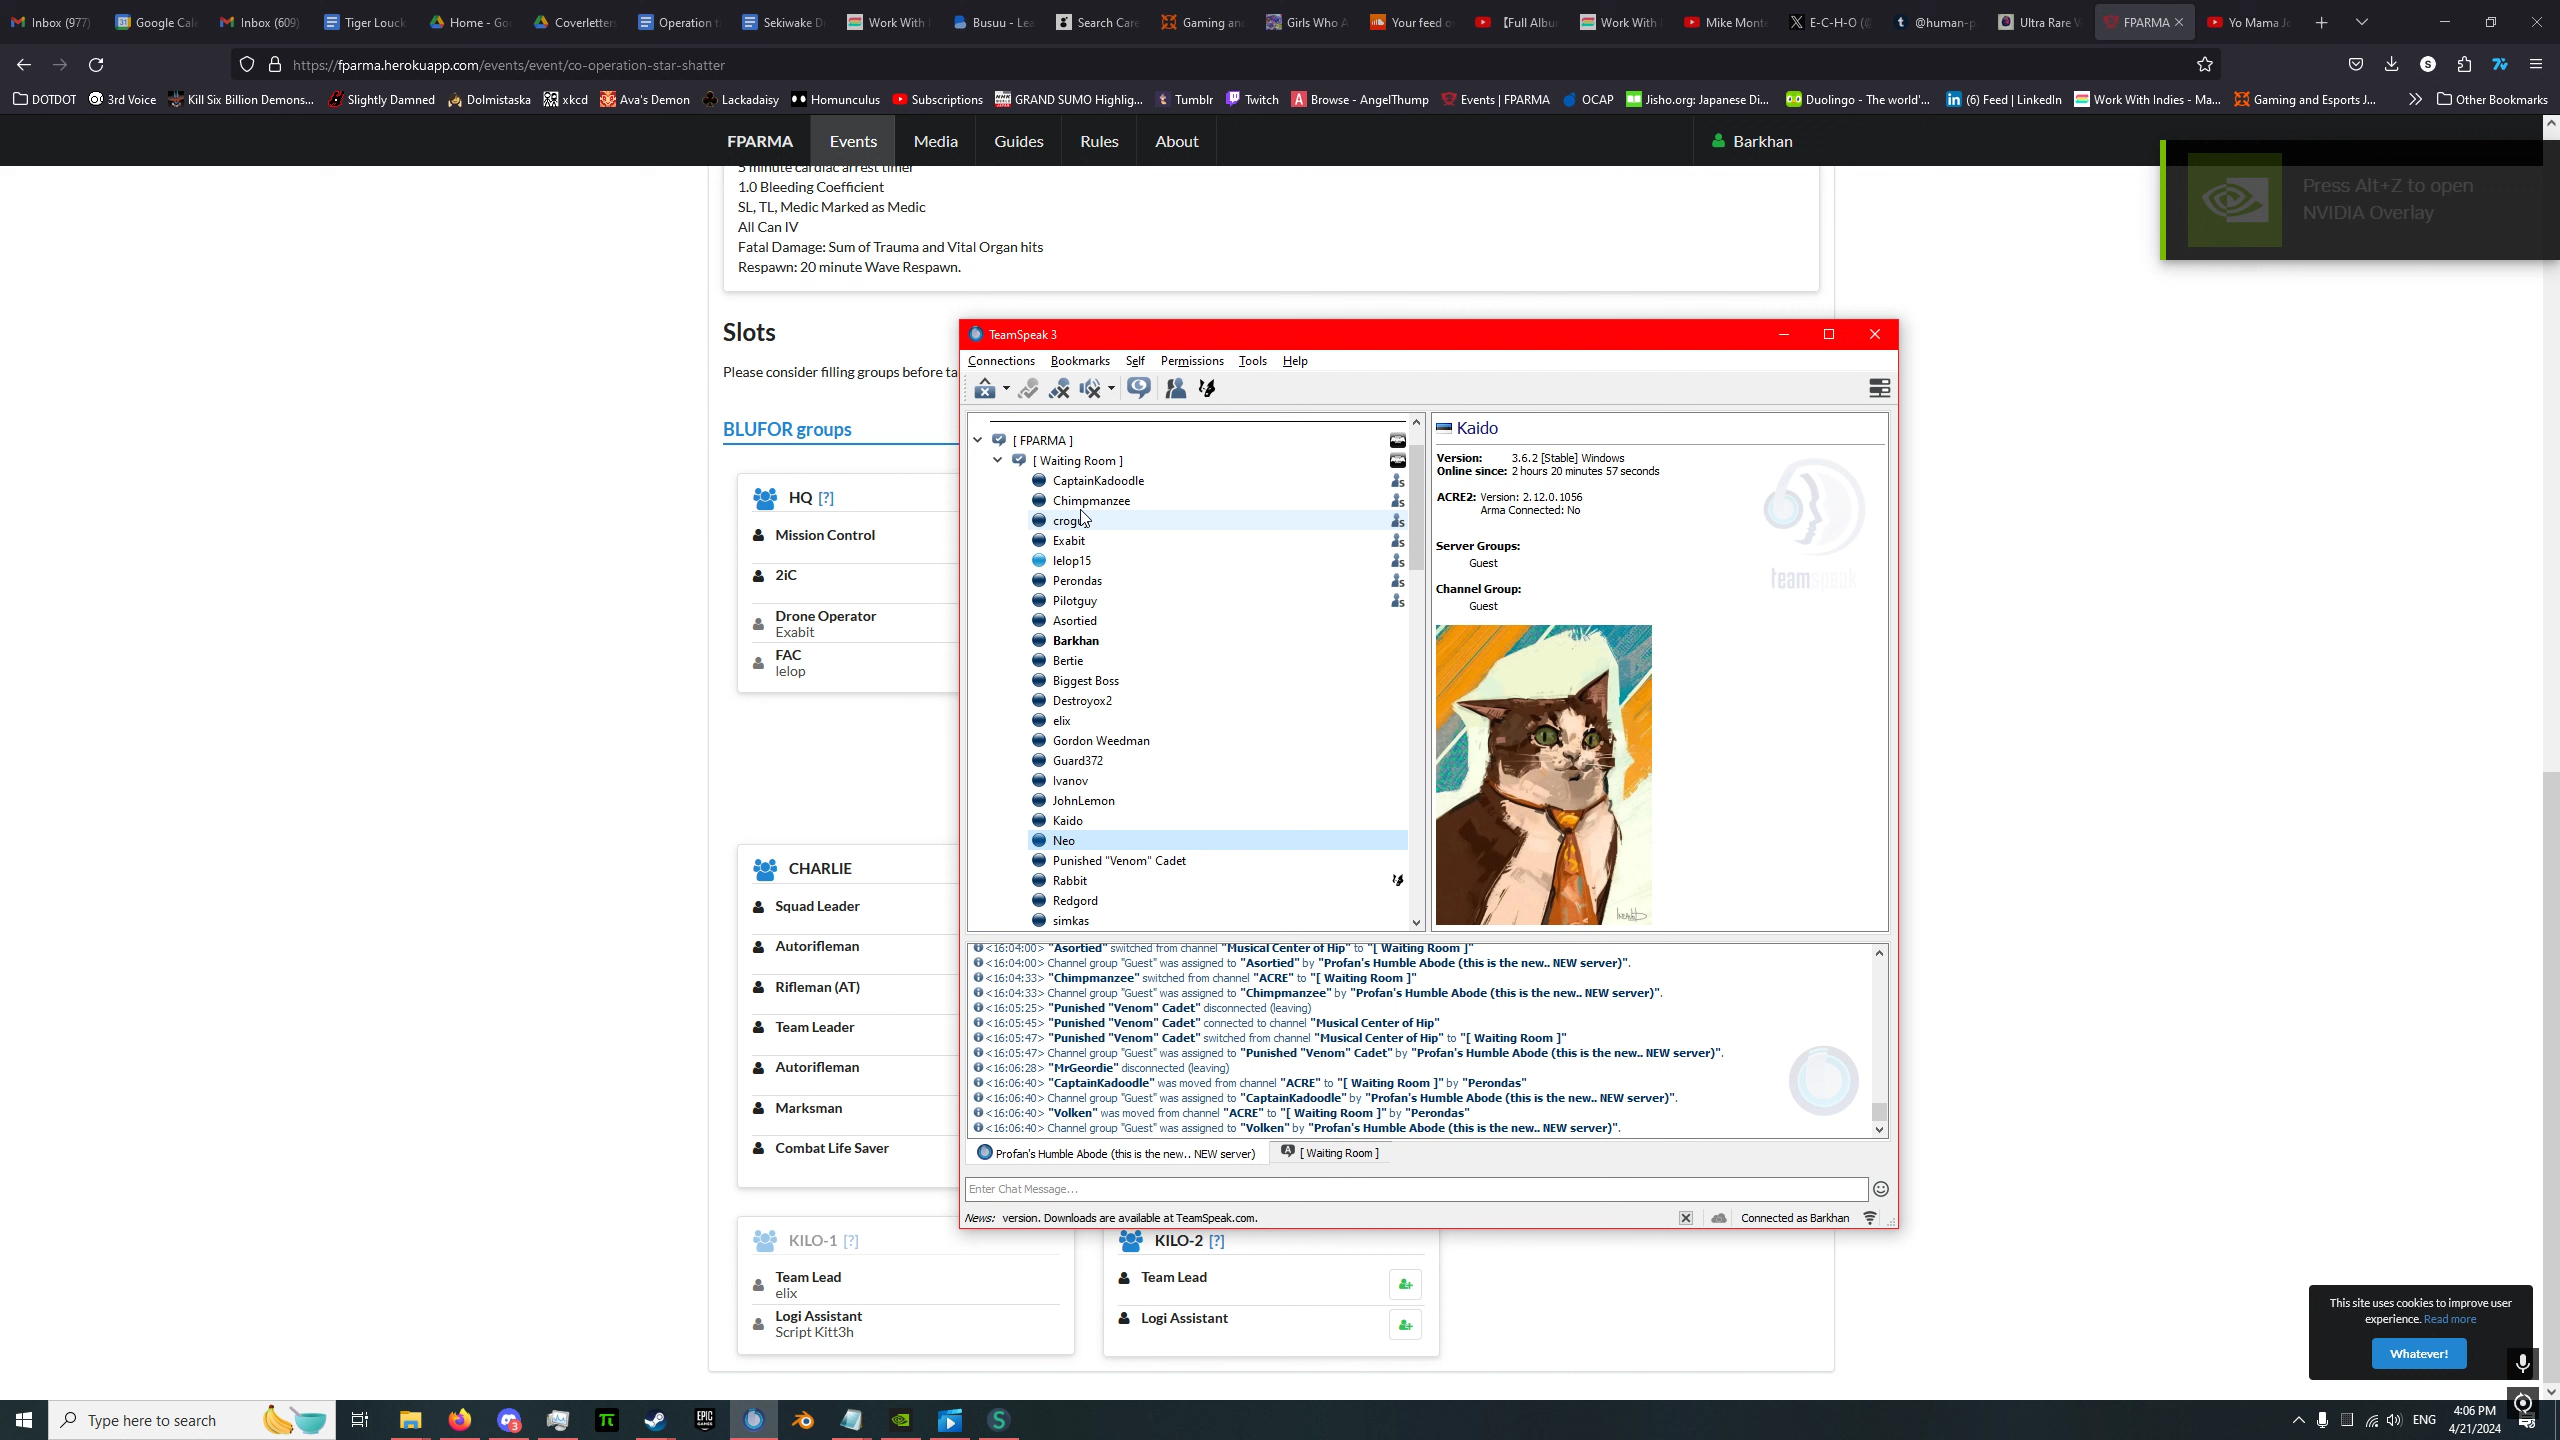 Inbox (977)
Google Cal
Inbox (609)
Tiger Louck
Home - Go
Coverletters
Operation t
Sekiwake D
Work With I
Busuu - Lea
Search Care
Gaming an
Girls Who A
Your feed o
【Full Albu
Work With
Mike Monte
E-C-H-O (@
@human-p
Ultra Rare V
FPARMA
Yo Mama Jo
https://fparma.herokuapp.com/events/event/co-operation-star-shatter
DOTDOT
3rd Voice
Kill Six Billion Demons...
Slightly Damned
Dolmistaska
xkcd
Ava's Demon
Lackadaisy
Homunculus
Subscriptions
GRAND SUMO Highlig...
Tumblr
Twitch
Browse - AngelThump
Events | FPARMA
OCAP
Jisho.org: Japanese Di...
Duolingo - The world'...
(6) Feed | LinkedIn
Work With Indies - Ma...
Gaming and Esports J...
Other Bookmarks
FPARMA
Events
Media
Guides
Rules
About
Barkhan
Press Alt+Z to open
NVIDIA Overlay
5 minute cardiac arrest timer
1.0 Bleeding Coefficient
SL, TL, Medic Marked as Medic
All Can IV
Fatal Damage: Sum of Trauma and Vital Organ hits
Respawn: 20 minute Wave Respawn.
Slots
Please consider filling groups before ta
BLUFOR groups
HQ [?]
Mission Control
2iC
Drone Operator
Exabit
FAC
lelop
CHARLIE
Squad Leader
Autorifleman
Rifleman (AT)
Team Leader
Autorifleman
Marksman
Combat Life Saver
KILO-1 [?]
Team Lead
elix
Logi Assistant
Script Kitt3h
KILO-2 [?]
Team Lead
Logi Assistant
TeamSpeak 3
Connections
Bookmarks
Self
Permissions
Tools
Help
[ FPARMA ]
[ Waiting Room ]
CaptainKadoodle
Chimpmanzee
Exabit
lelop15
Perondas
Pilotguy
Asortied
Barkhan
Bertie
Biggest Boss
Destroyox2
elix
Gordon Weedman
Guard372
Ivanov
JohnLemon
Kaido
Neo
Punished "Venom" Cadet
Rabbit
Redgord
simkas
Kaido
Version: 3.6.2 [Stable] Windows
Online since: 2 hours 20 minutes 57 seconds
ACRE2: Version: 2.12.0.1056
Arma Connected: No
Server Groups:
Guest
Channel Group:
Guest
teamspeak
<16:04:00> "Asortied" switched from channel "Musical Center of Hip" to "[ Waiting Room ]"
<16:04:00> Channel group "Guest" was assigned to "Asortied" by "Profan's Humble Abode (this is the new.. NEW server)".
<16:04:33> "Chimpmanzee" switched from channel "ACRE" to "[ Waiting Room ]"
<16:04:33> Channel group "Guest" was assigned to "Chimpmanzee" by "Profan's Humble Abode (this is the new.. NEW server)".
<16:05:25> "Punished "Venom" Cadet" disconnected (leaving)
<16:05:45> "Punished "Venom" Cadet" connected to channel "Musical Center of Hip"
<16:05:47> "Punished "Venom" Cadet" switched from channel "Musical Center of Hip" to "[ Waiting Room ]"
<16:05:47> Channel group "Guest" was assigned to "Punished "Venom" Cadet" by "Profan's Humble Abode (this is the new.. NEW server)".
<16:06:28> "MrGeordie" disconnected (leaving)
<16:06:40> "CaptainKadoodle" was moved from channel "ACRE" to "[ Waiting Room ]" by "Perondas"
<16:06:40> Channel group "Guest" was assigned to "CaptainKadoodle" by "Profan's Humble Abode (this is the new.. NEW server)".
<16:06:40> "Volken" was moved from channel "ACRE" to "[ Waiting Room ]" by "Perondas"
<16:06:40> Channel group "Guest" was assigned to "Volken" by "Profan's Humble Abode (this is the new.. NEW server)".
Profan's Humble Abode (this is the new.. NEW server)
[ Waiting Room ]
Enter Chat Message...
News: version. Downloads are available at TeamSpeak.com.
Connected as Barkhan
This site uses cookies to improve user
experience. Read more
Whatever!
Type here to search
ENG
4:06 PM
4/21/2024